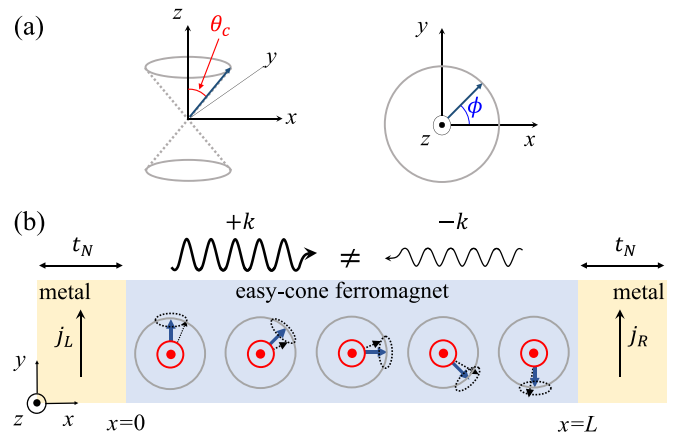 (a)
z
θc
y
x
y
ϕ
z
x
(b)
+k ≠ −k
tN
tN
metal
easy-cone ferromagnet
metal
jL
jR
y
z
x
x=0
x=L